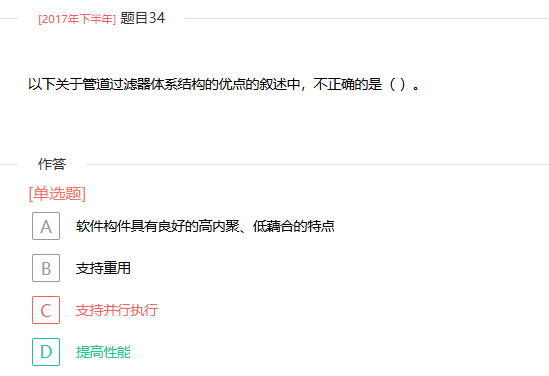 [2017年下半年] 题目34
以下关于管道过滤器体系结构的优点的叙述中，不正确的是（ ）。
作答
[单选题]
A 软件构件具有良好的高内聚、低藕合的特点
B 支持重用
C 支持并行执行
D 提高性能